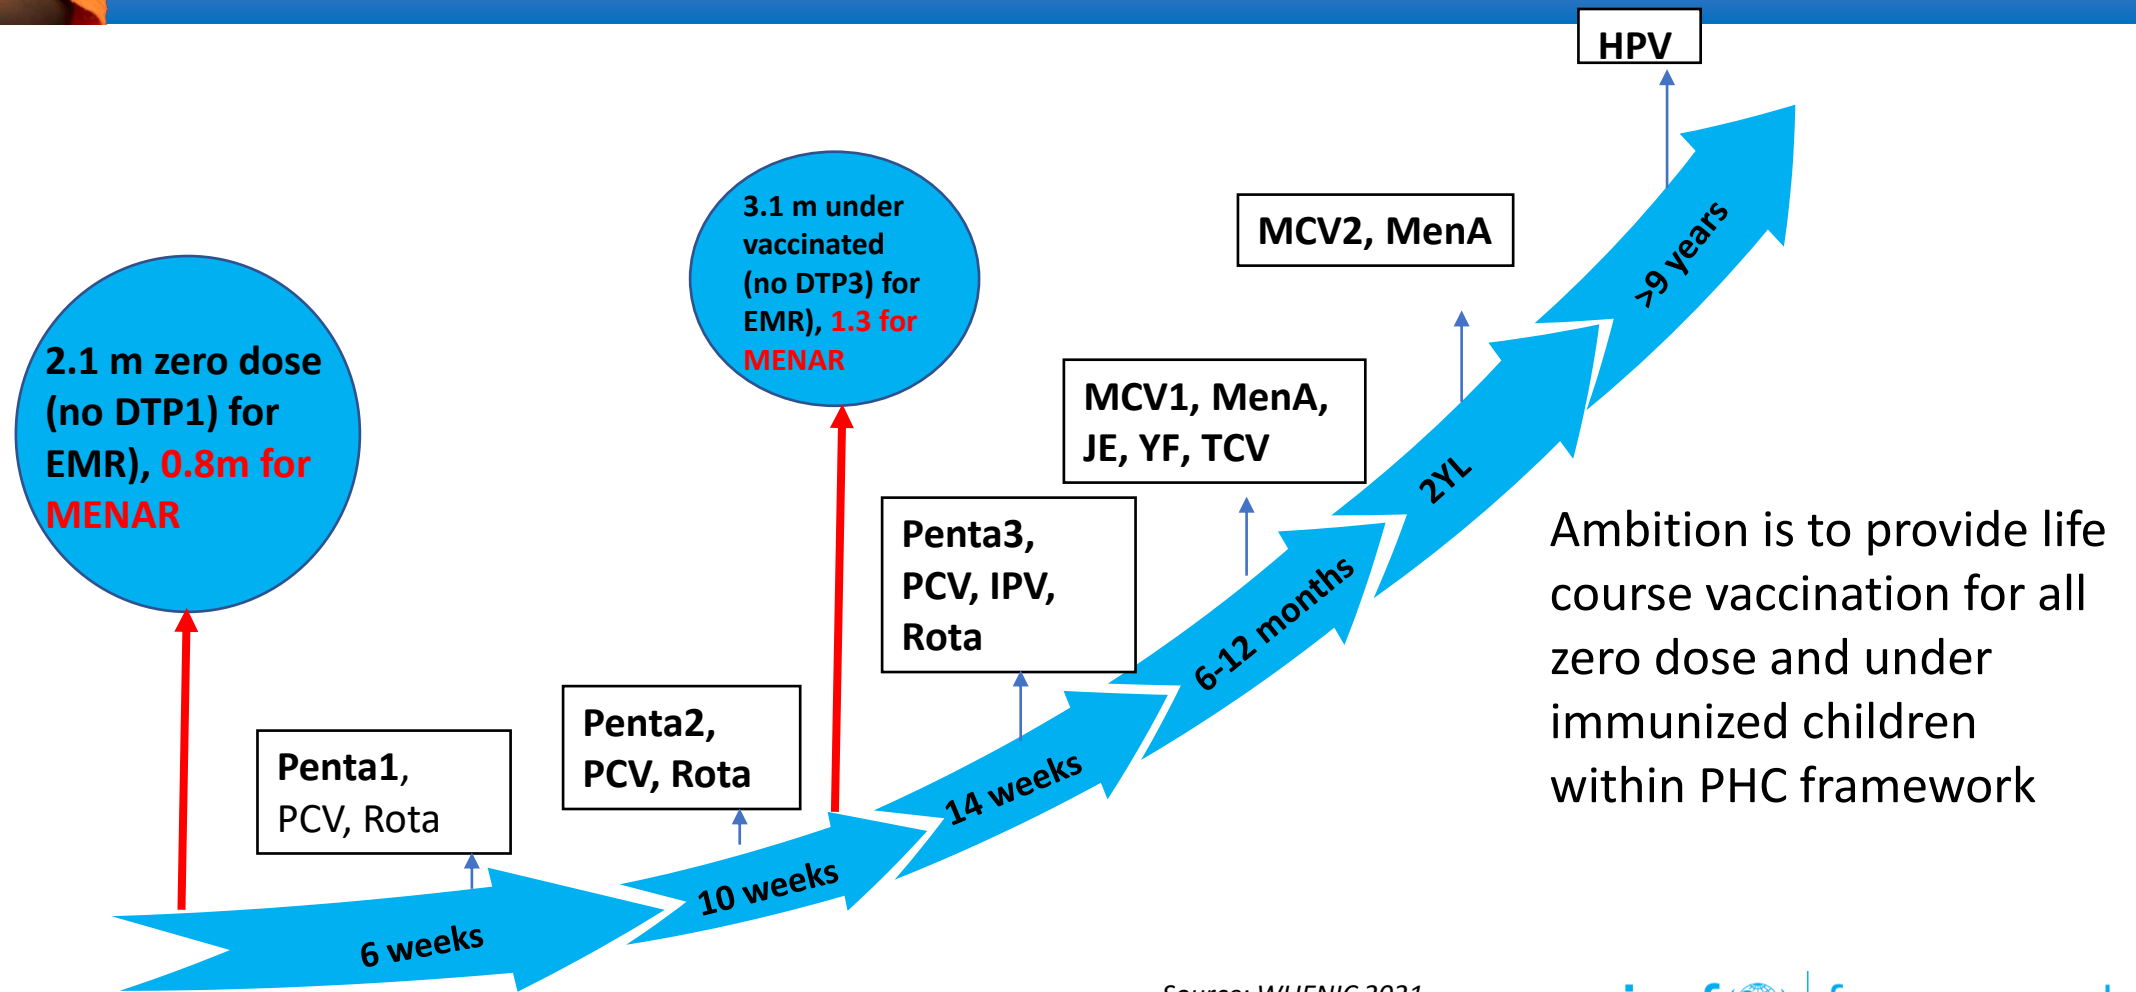 HPV
MCV2, MenA
>9 years
3.1 m under
vaccinated
(no DTP3) for
EMR), 1.3 for
MENAR
2.1 m zero dose
(no DTP1) for
EMR), 0.8m for
MENAR
MCV1, MenA,
JE, YF, TCV
2YL
Penta3,
PCV, IPV,
Rota
6-12 months
Penta2,
PCV, Rota
14 weeks
Penta1,
PCV, Rota
10 weeks
6 weeks
Ambition is to provide life
course vaccination for all
zero dose and under
immunized children
within PHC framework